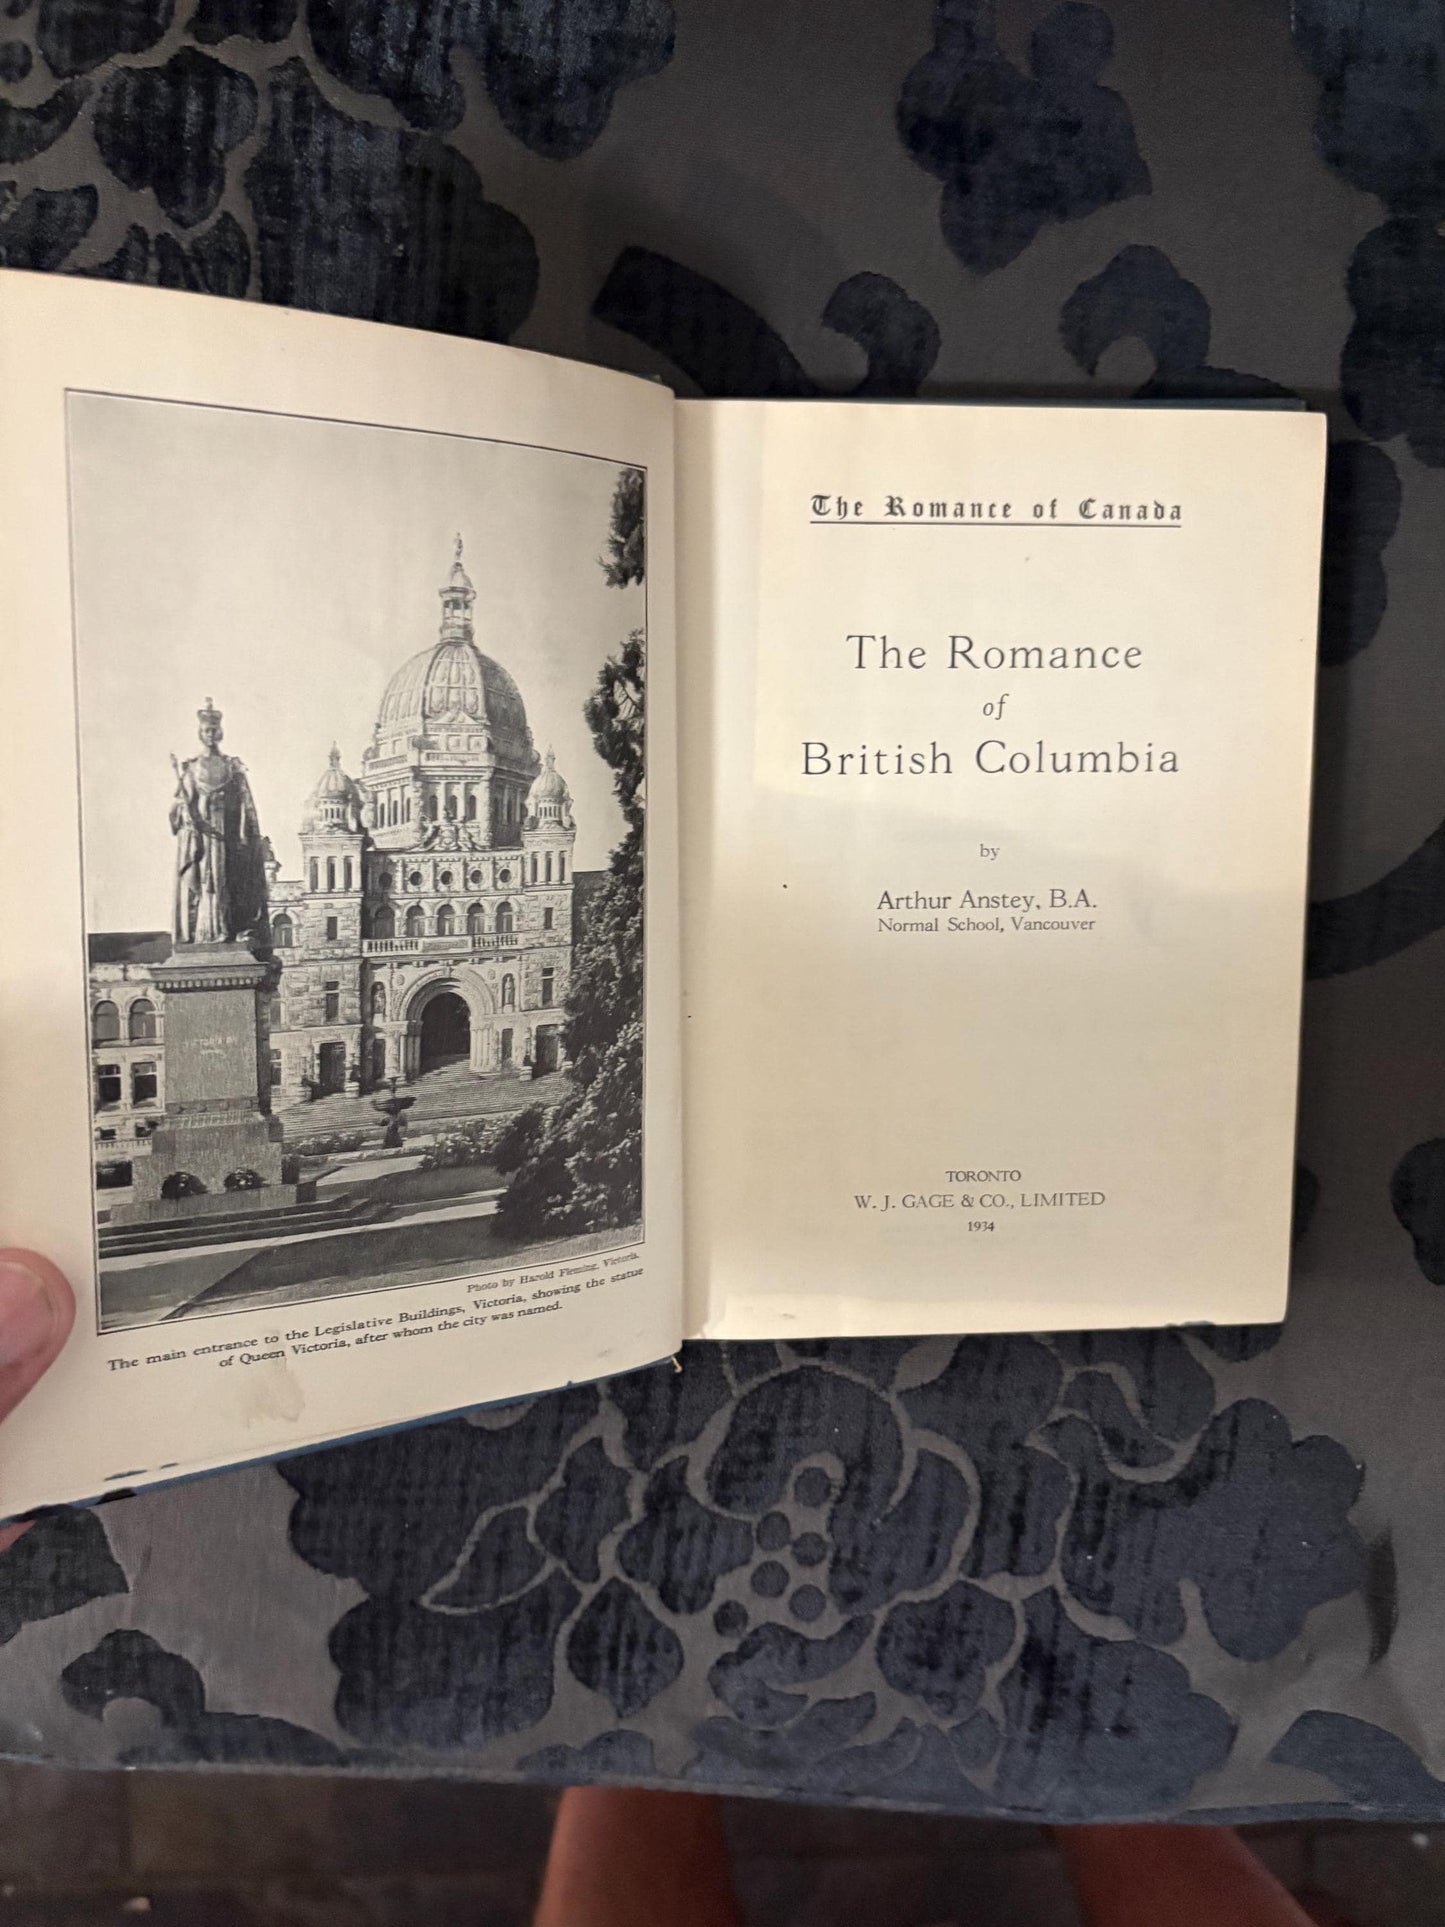 Photo by Harold Fleming, Victoria.
The main entrance to the Legislative Buildings, Victoria, showing the statue
of Queen Victoria, after whom the city was named.
The Romance of Canada
The Romance
of
British Columbia
by
Arthur Anstey, B.A.
Normal School, Vancouver
TORONTO
W. J. GAGE & CO., LIMITED
1934